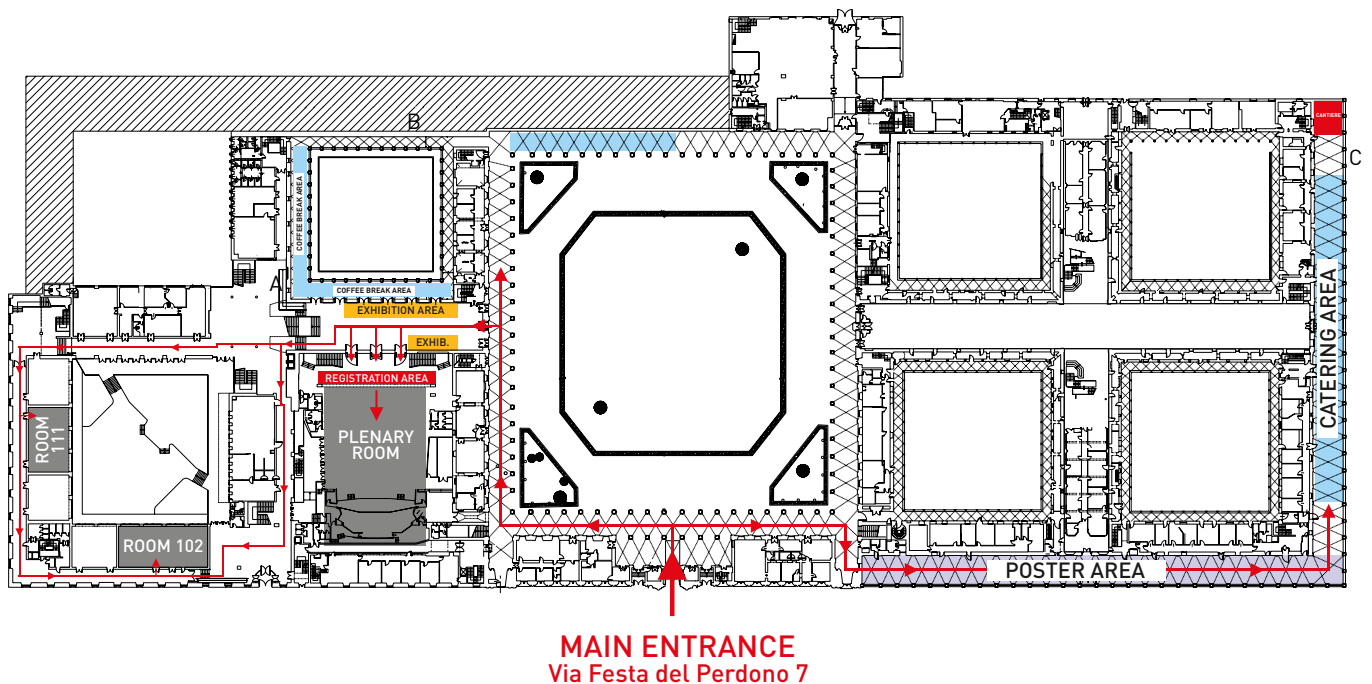 B
CANTIERE
C
COFFEE BREAK AREA
A
COFFEE BREAK AREA
EXHIBITION AREA
EXHIB.
REGISTRATION AREA
CATERING AREA
PLENARY
ROOM
ROOM
111
ROOM 102
POSTER AREA
MAIN ENTRANCE
Via Festa del Perdono 7